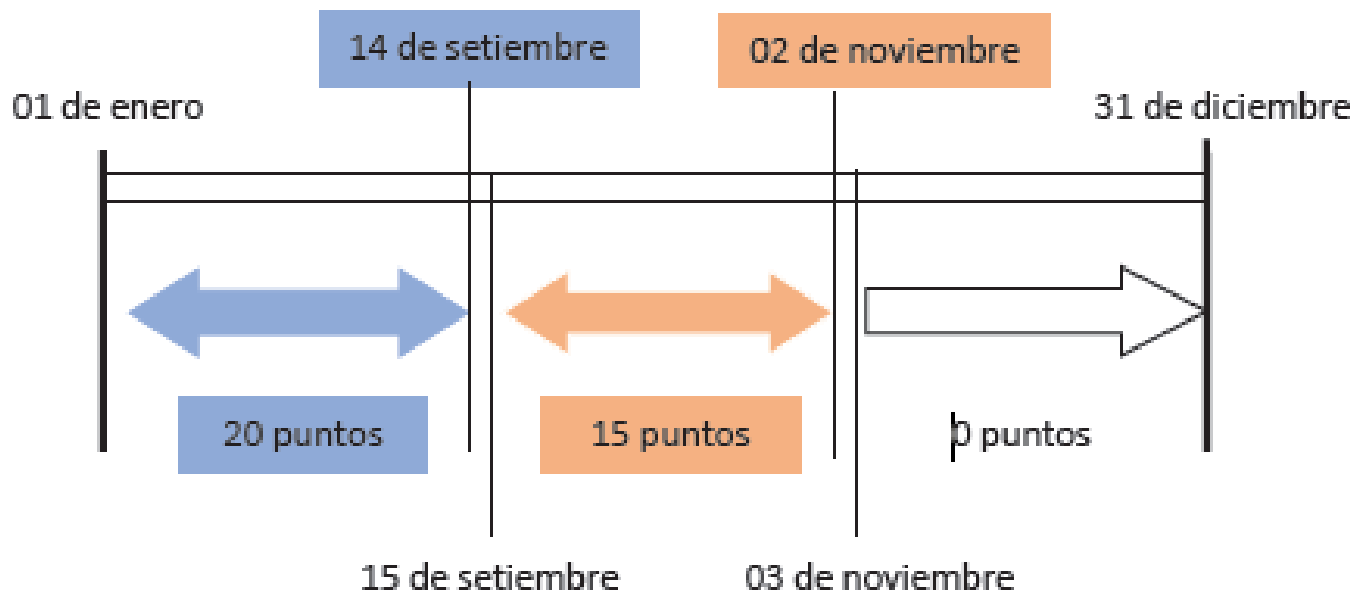 14 de setiembre
02 de noviembre
01 de enero
31 de diciembre
20 puntos
15 puntos
0 puntos
15 de setiembre
03 de noviembre